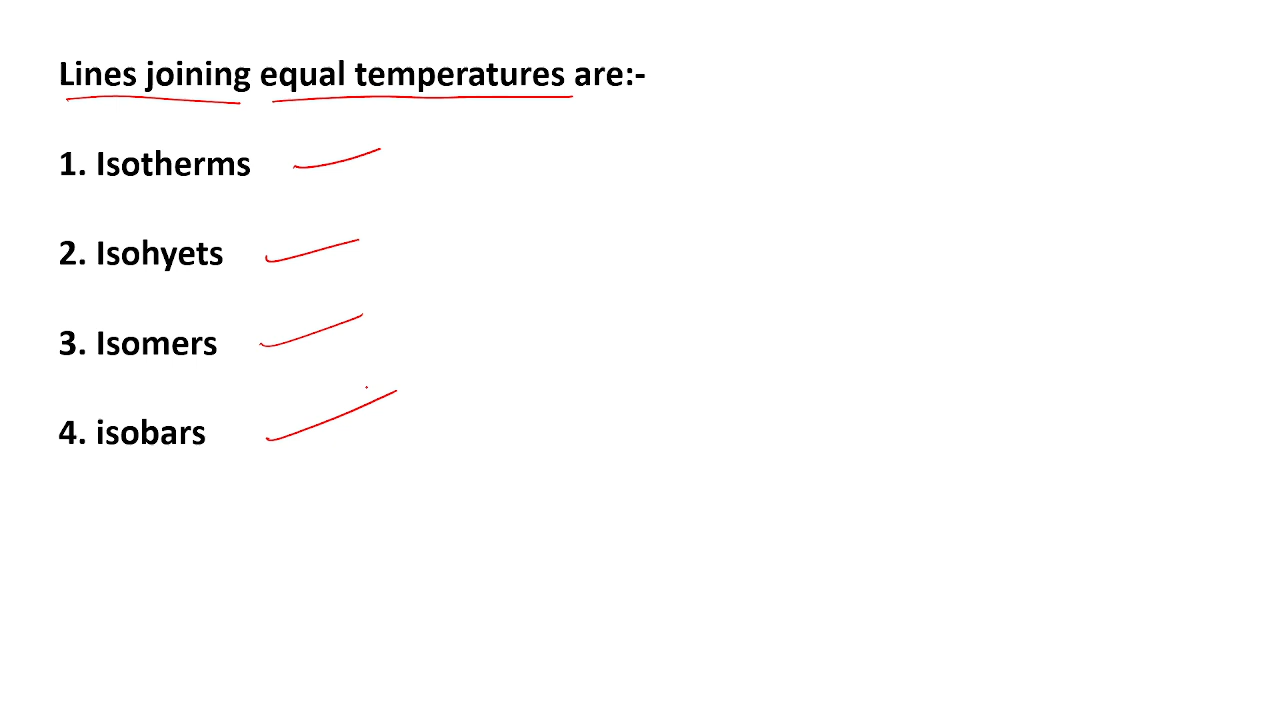 Lines joining equal temperatures are:-
1. Isotherms
2. Isohyets
3. Isomers
4. isobars